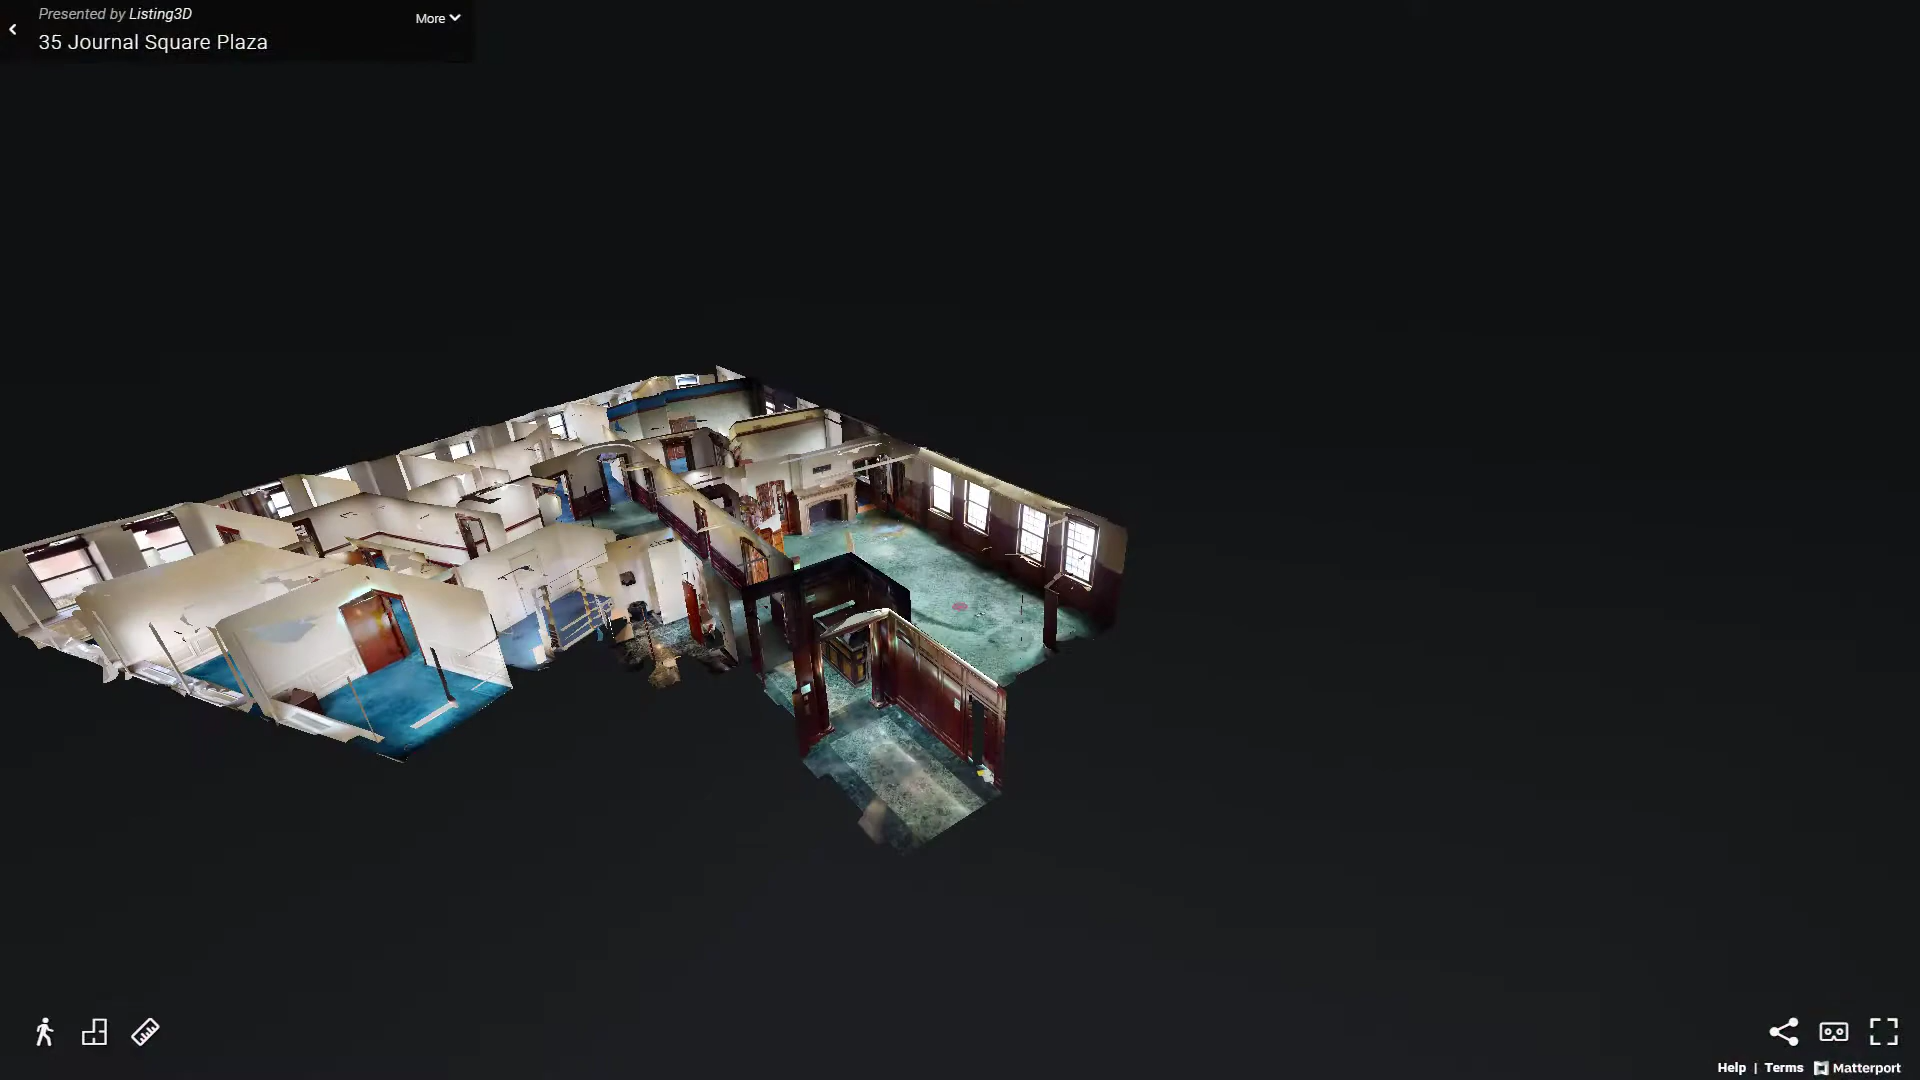 Presented by Listing3D
More
35 Journal Square Plaza
Help | Terms Matterport